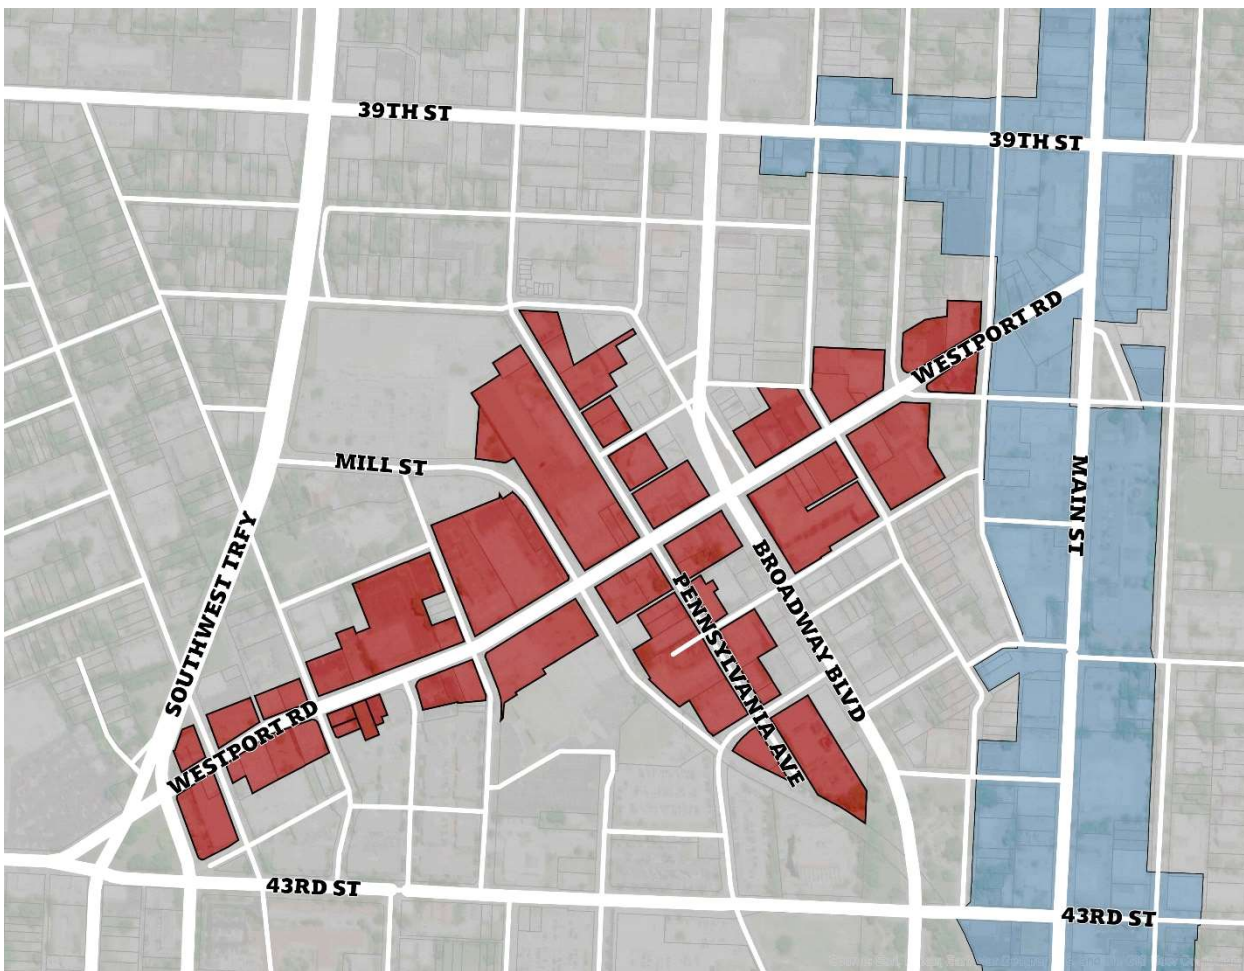 39TH ST
39TH ST
WESTPORT RD
MILL ST
MAIN ST
SOUTHWEST TRFY
BROADWAY BLVD
PENNSYLVANIA AVE
WESTPORT RD
43RD ST
43RD ST